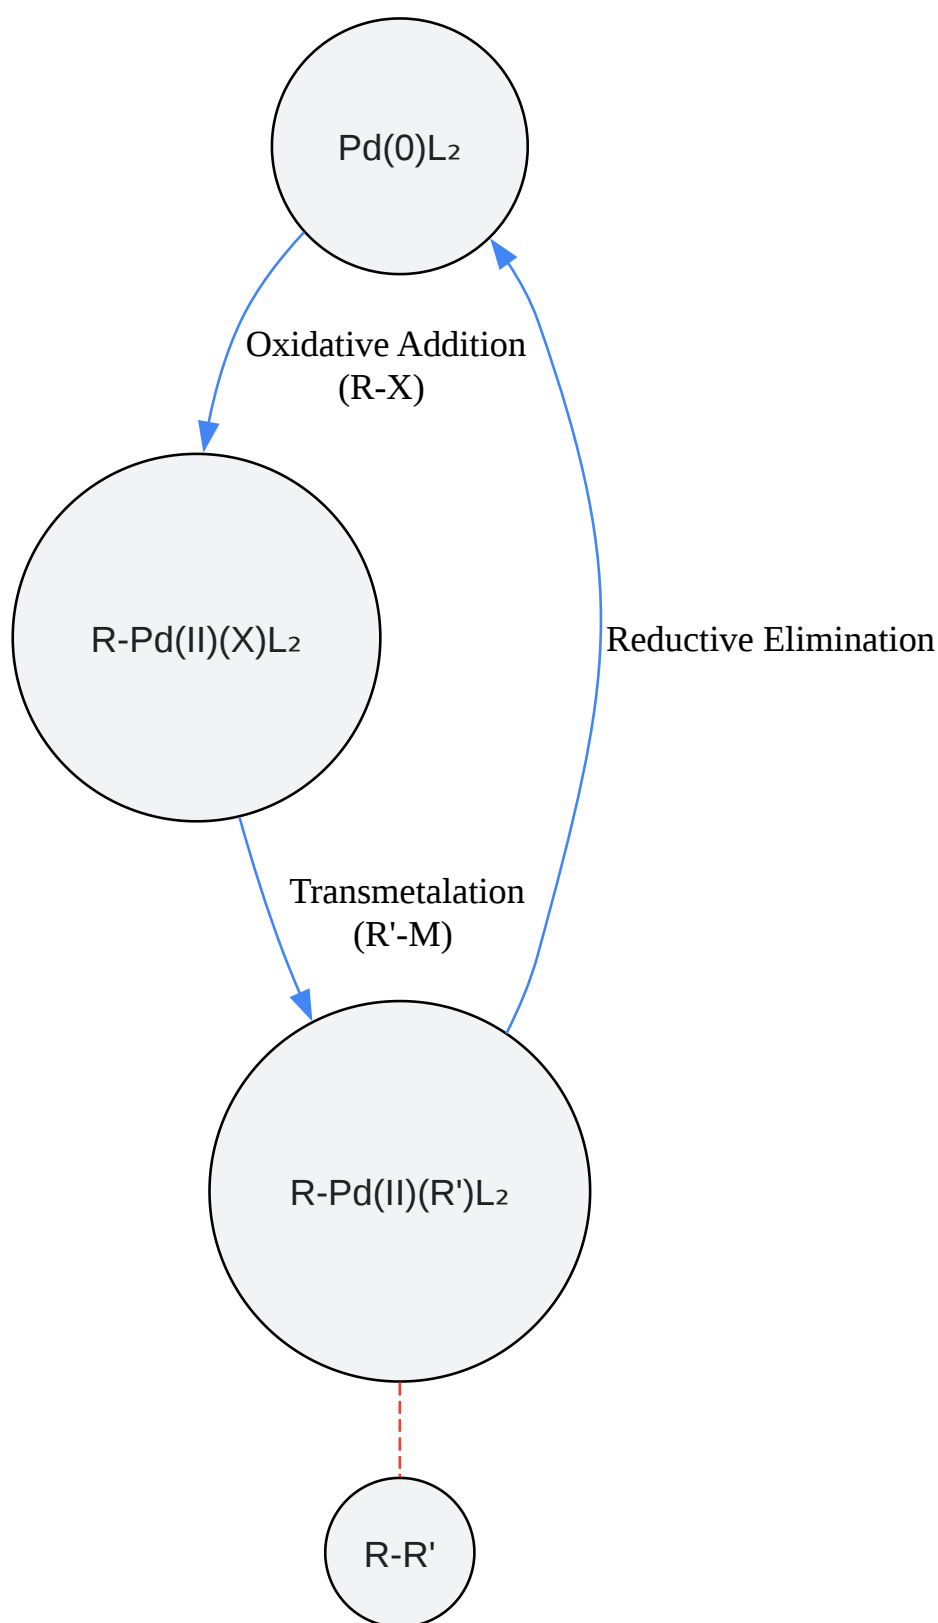 Pd(0)L₂
Oxidative Addition
(R-X)
R-Pd(II)(X)L₂
Reductive Elimination
Transmetalation
(R'-M)
R-Pd(II)(R')L₂
R-R'